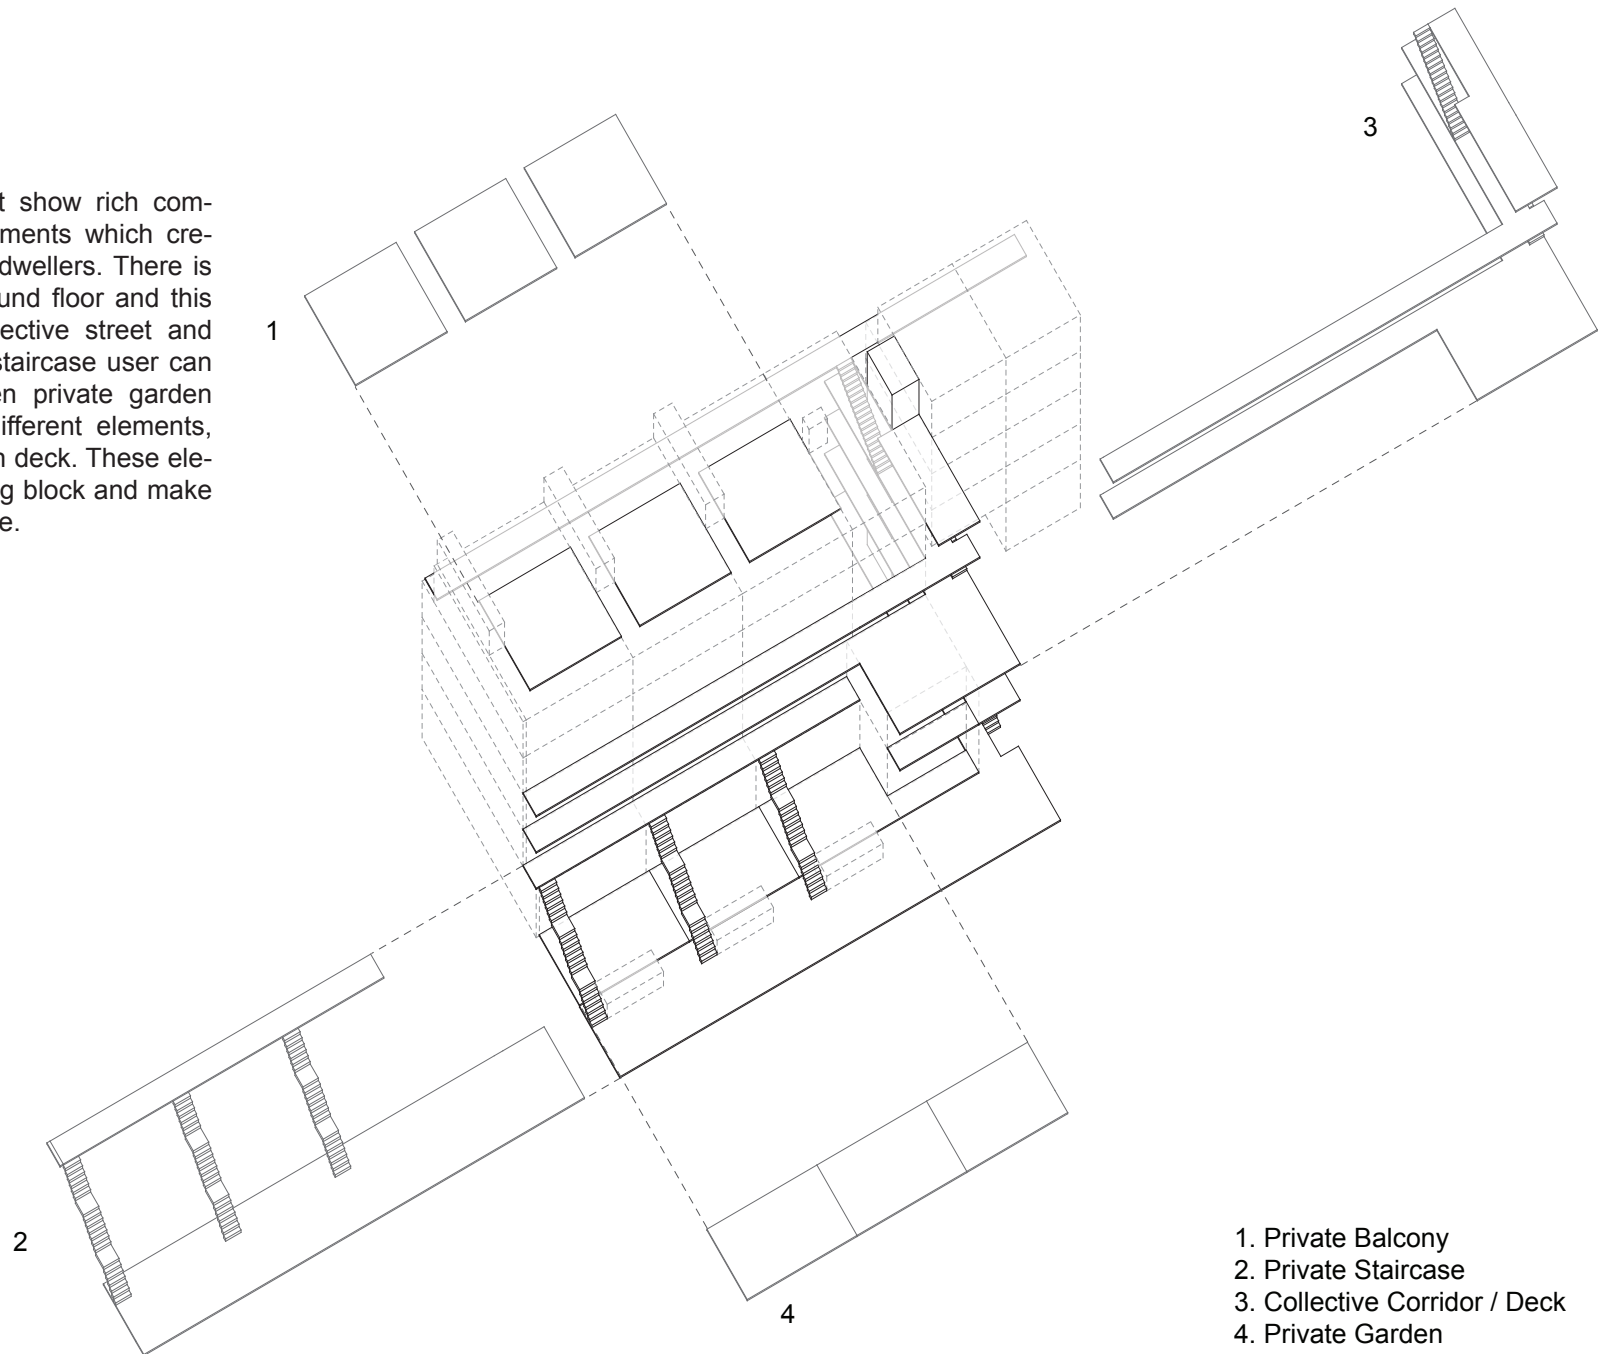 t show rich com-
ments which cre-
dwellers. There is
und floor and this
ective street and
staircase user can
en private garden
ifferent elements,
n deck. These ele-
g block and make
e.
1
3
2
4
1. Private Balcony
2. Private Staircase
3. Collective Corridor / Deck
4. Private Garden